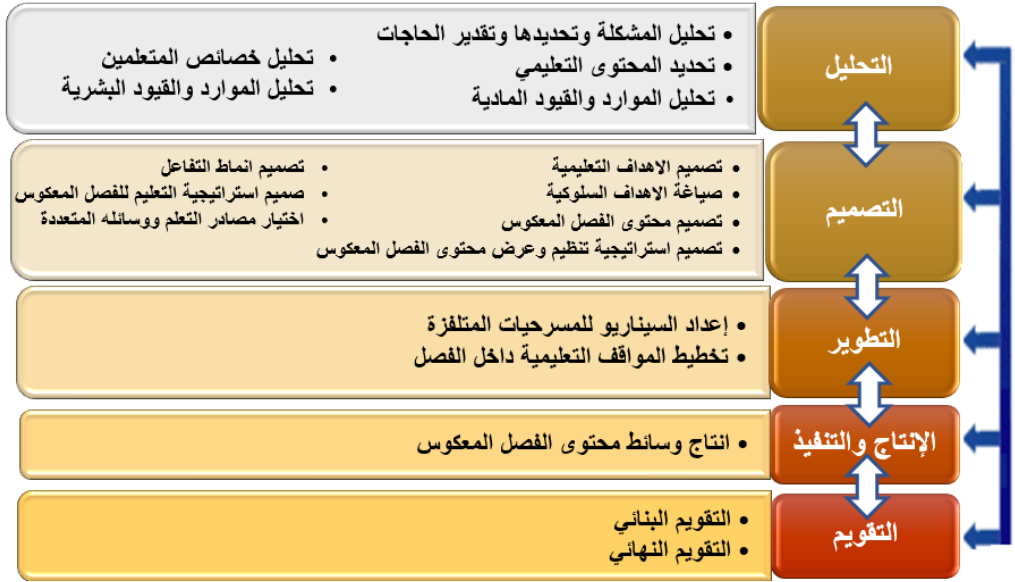 التحليل
• تحليل المشكلة وتحديدها وتقدير الحاجات
• تحديد المحتوى التعليمي
• تحليل الموارد والقيود المادية
• تحليل خصائص المتعلمين
• تحليل الموارد والقيود البشرية
التصميم
• تصميم الاهداف التعليمية
• صياغة الاهداف السلوكية
• تصميم محتوى الفصل المعكوس
• تصميم استراتيجية تنظيم وعرض محتوى الفصل المعكوس
• تصميم انماط التفاعل
• صميم استراتيجية التعليم للفصل المعكوس
• اختيار مصادر التعلم ووسائله المتعددة
التطوير
• إعداد السيناريو للمسرحيات المتلفزة
• تخطيط المواقف التعليمية داخل الفصل
الإنتاج والتنفيذ
• انتاج وسائط محتوى الفصل المعكوس
التقويم
• التقويم البنائي
• التقويم النهائي